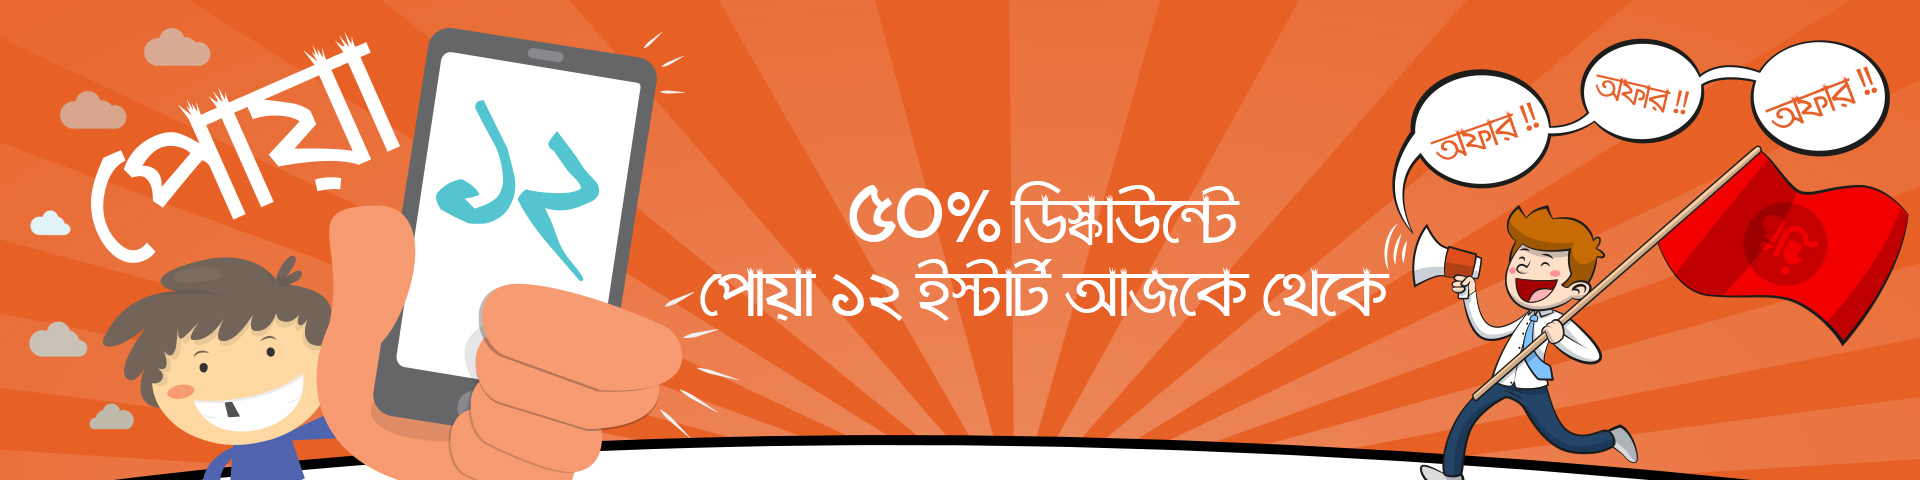 পোয়া
১২
৫০% ডিস্কাউন্টে
পোয়া ১২ ইস্টার্ট আজকে থেকে
অফার !!
অফার !!
অফার !!